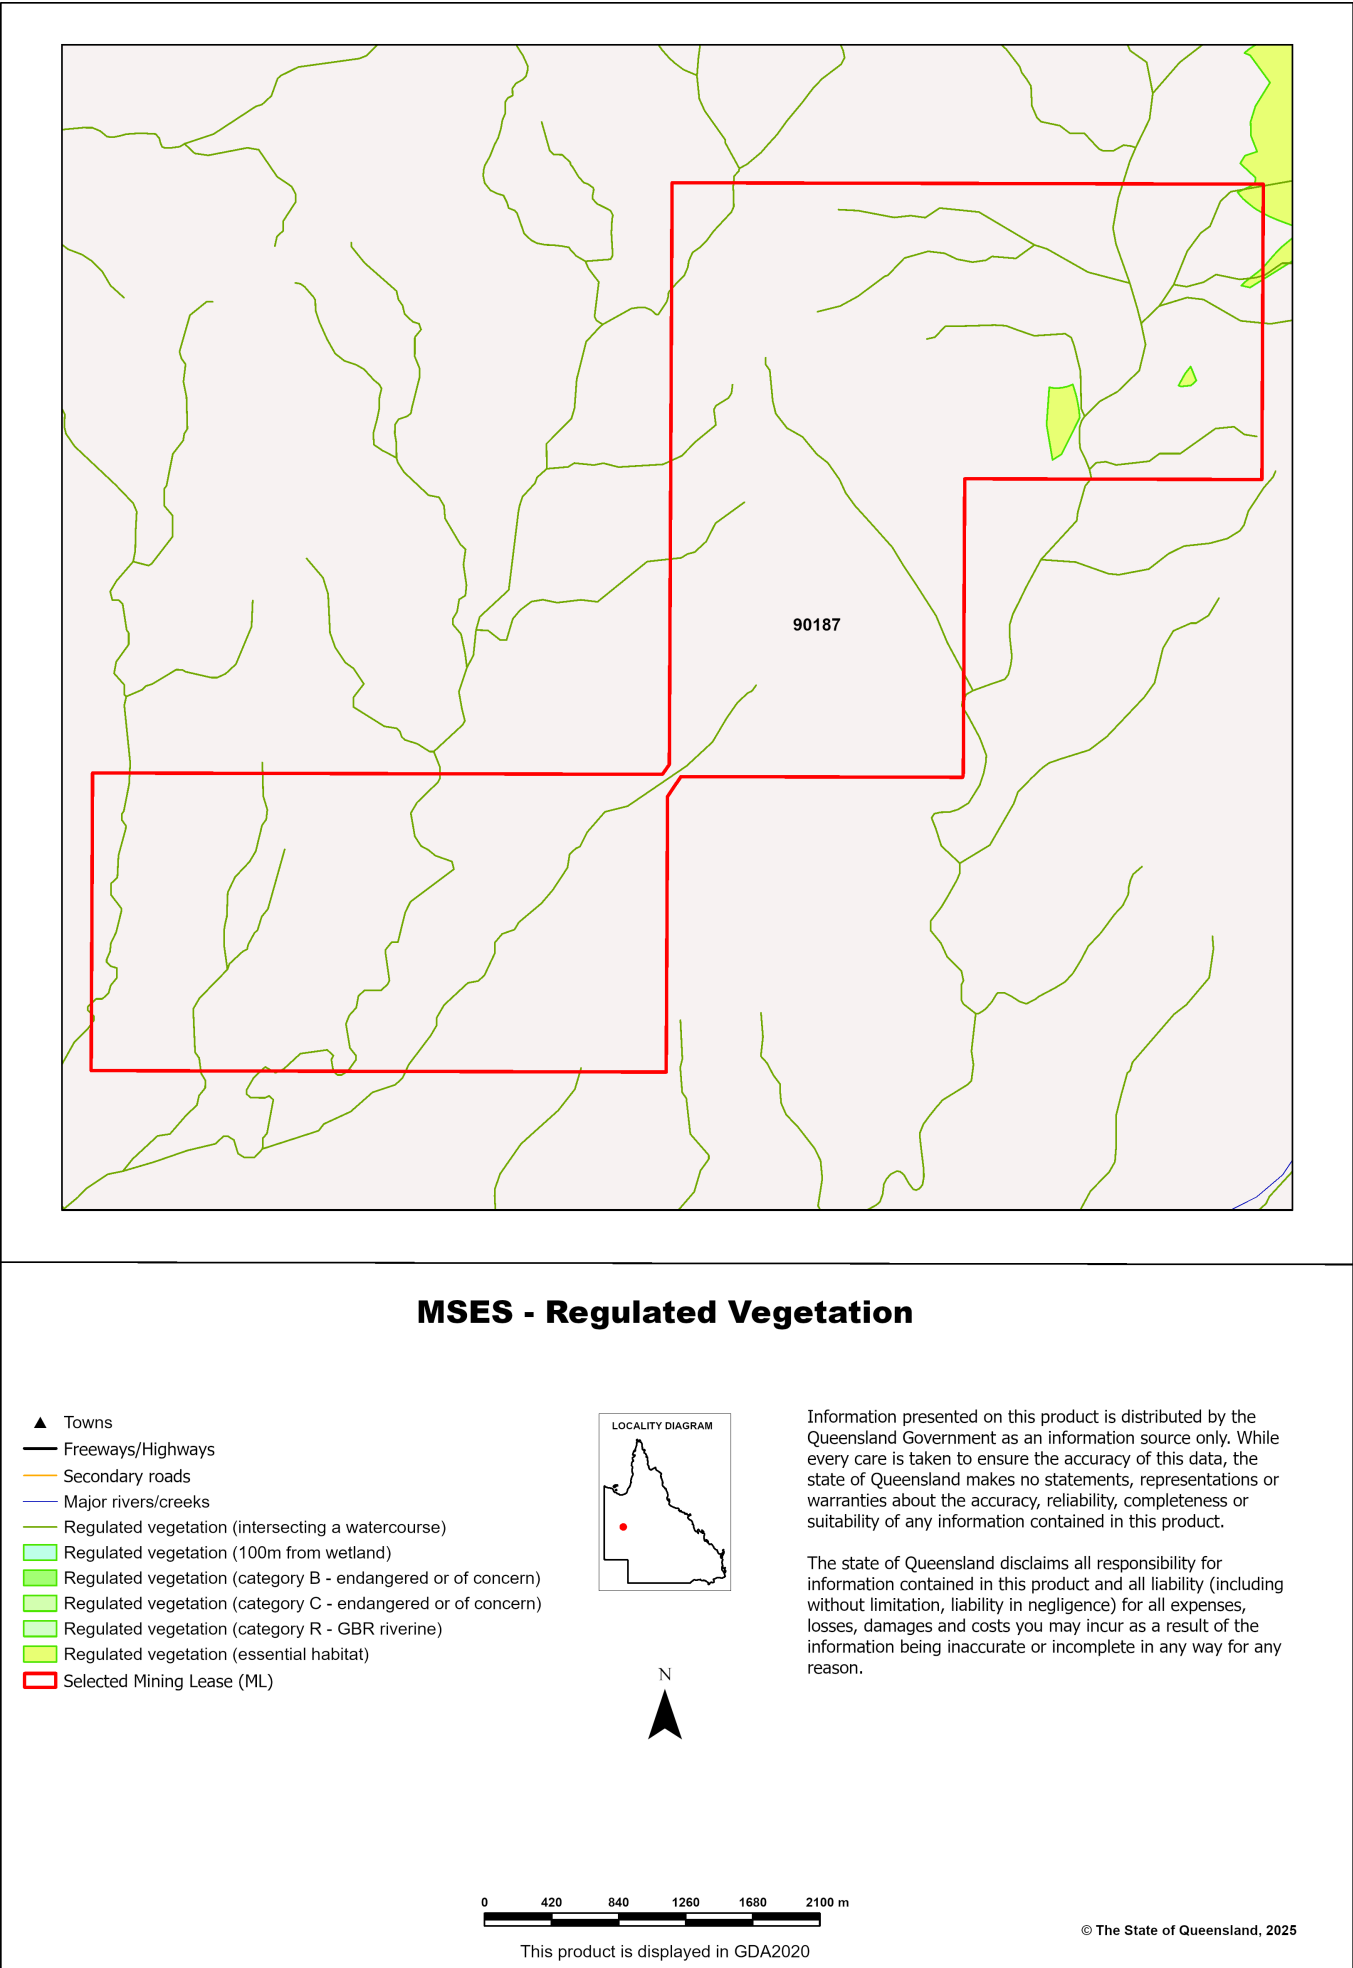 90187
MSES - Regulated Vegetation
Towns
Freeways/Highways
Secondary roads
Major rivers/creeks
Regulated vegetation (intersecting a watercourse)
Regulated vegetation (100m from wetland)
Regulated vegetation (category B - endangered or of concern)
Regulated vegetation (category C - endangered or of concern)
Regulated vegetation (category R - GBR riverine)
Regulated vegetation (essential habitat)
Selected Mining Lease (ML)
LOCALITY DIAGRAM
N
Information presented on this product is distributed by the
Queensland Government as an information source only. While
every care is taken to ensure the accuracy of this data, the
state of Queensland makes no statements, representations or
warranties about the accuracy, reliability, completeness or
suitability of any information contained in this product.
The state of Queensland disclaims all responsibility for
information contained in this product and all liability (including
without limitation, liability in negligence) for all expenses,
losses, damages and costs you may incur as a result of the
information being inaccurate or incomplete in any way for any
reason.
0 420 840 1260 1680 2100 m
This product is displayed in GDA2020
© The State of Queensland, 2025